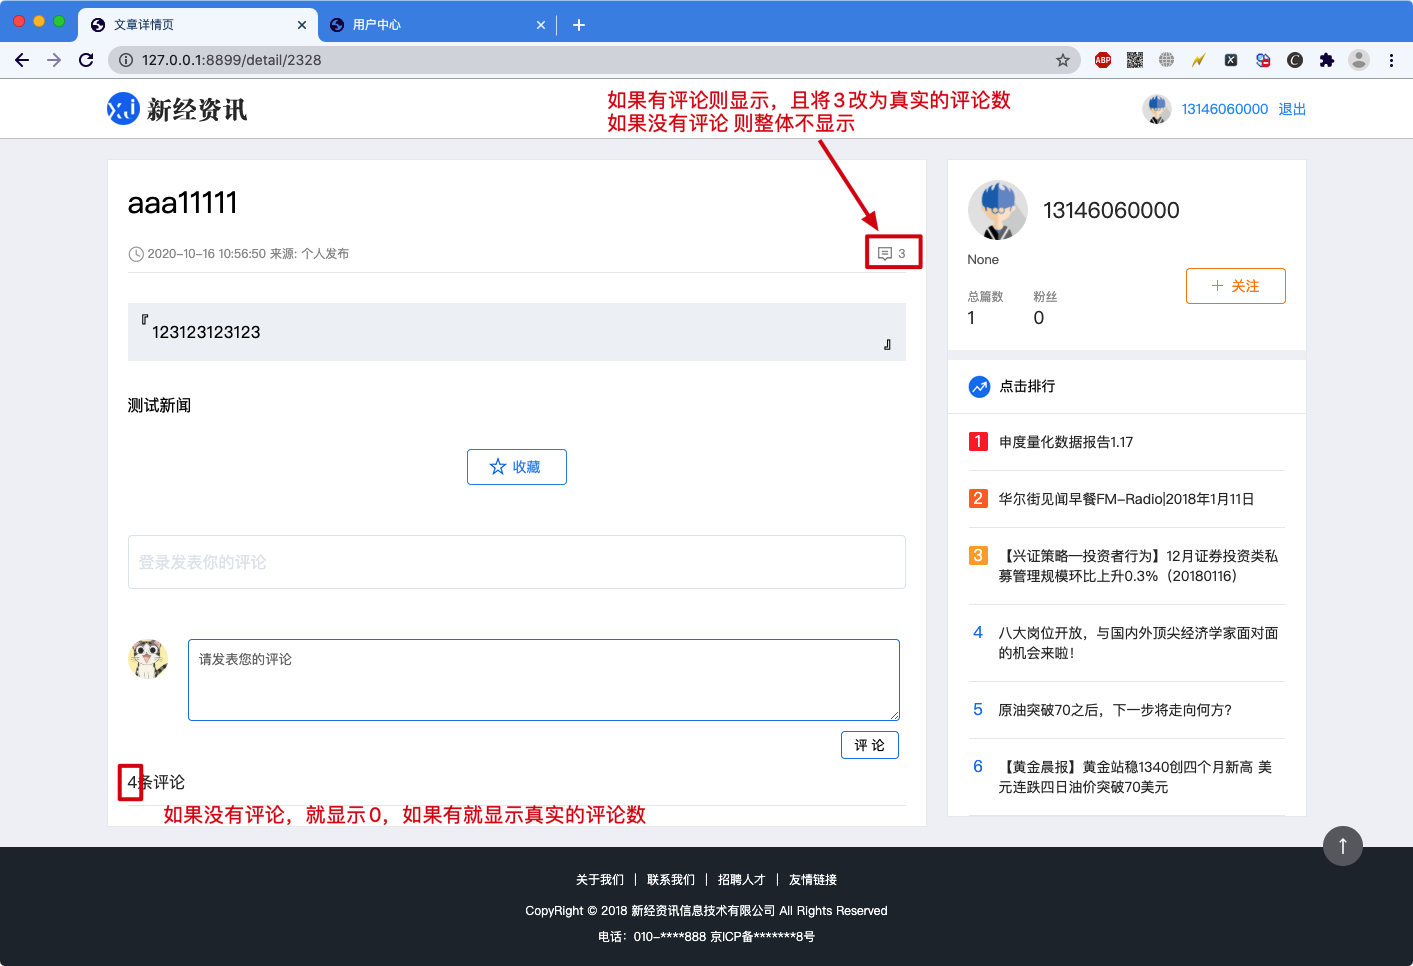 文章详情页
用户中心
127.0.0.1:8899/detail/2328
ABP
新经资讯
如果有评论则显示，且将3改为真实的评论数
如果没有评论 则整体不显示
13146060000 退出
aaa11111
2020-10-16 10:56:50 来源: 个人发布
3
『
123123123123
』
测试新闻
收藏
登录发表你的评论
请发表您的评论
评 论
4条评论
如果没有评论，就显示0，如果有就显示真实的评论数
13146060000
None
总篇数 粉丝
1 0
＋ 关注
点击排行
1 申度量化数据报告1.17
2 华尔街见闻早餐FM-Radio|2018年1月11日
3 【兴证策略—投资者行为】12月证券投资类私
募管理规模环比上升0.3%（20180116）
4 八大岗位开放，与国内外顶尖经济学家面对面
的机会来啦！
5 原油突破70之后，下一步将走向何方?
6 【黄金晨报】黄金站稳1340创四个月新高 美
元连跌四日油价突破70美元
↑
关于我们 | 联系我们 | 招聘人才 | 友情链接
CopyRight © 2018 新经资讯信息技术有限公司 All Rights Reserved
电话：010-****888 京ICP备*******8号